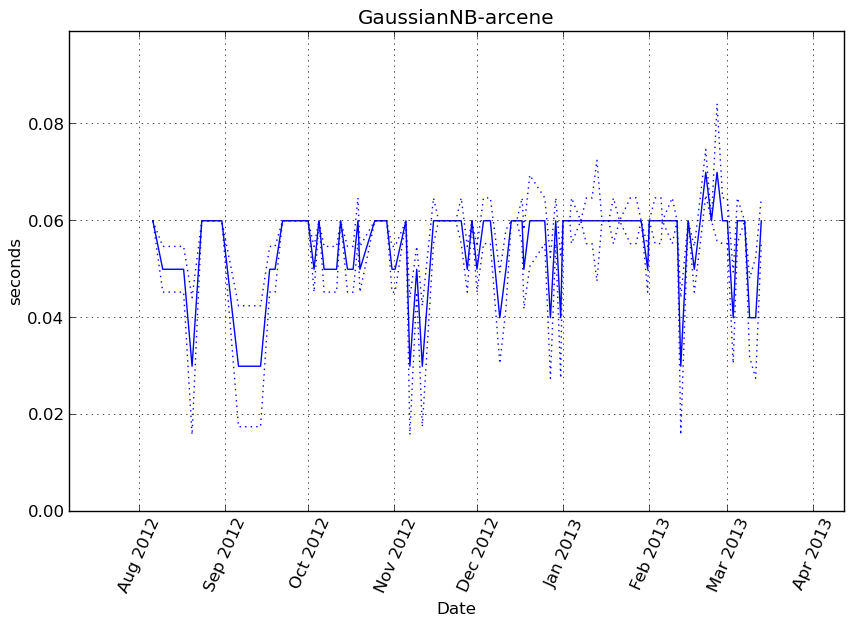 GaussianNB-arcene
0.08
0.06
0.04
0.02
0.00
seconds
Aug 2012
Sep 2012
Oct 2012
Nov 2012
Dec 2012
Jan 2013
Feb 2013
Mar 2013
Apr 2013
Date